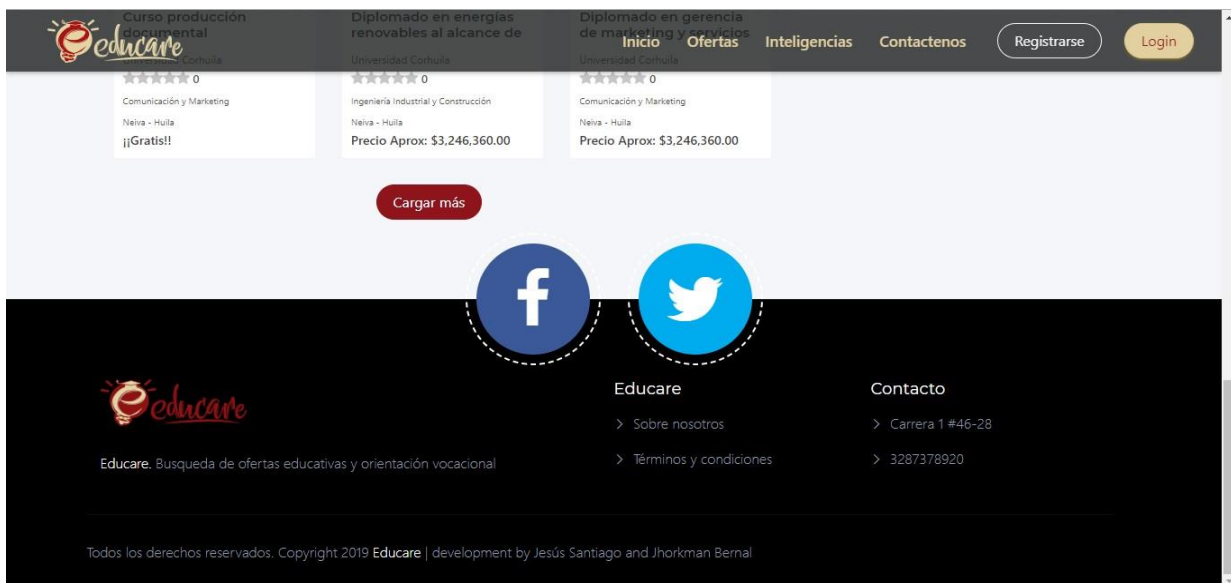 educare
Inicio Ofertas Inteligencias Contactenos Registrarse Login
Curso producción documental
Universidad Corhuila
0
Comunicación y Marketing
Neiva - Huila
¡¡Gratis!!
Diplomado en energías
renovables al alcance de
Universidad Corhuila
0
Ingeniería Industrial y Construcción
Neiva - Huila
Precio Aprox: $3,246,360.00
Diplomado en gerencia
de marketing y servicios
Universidad Corhuila
0
Comunicación y Marketing
Neiva - Huila
Precio Aprox: $3,246,360.00
Cargar más
f
educare
Educare. Busqueda de ofertas educativas y orientación vocacional
Educare
> Sobre nosotros
> Términos y condiciones
Contacto
> Carrera 1 #46-28
> 3287378920
Todos los derechos reservados. Copyright 2019 Educare | development by Jesús Santiago and Jhorkman Bernal